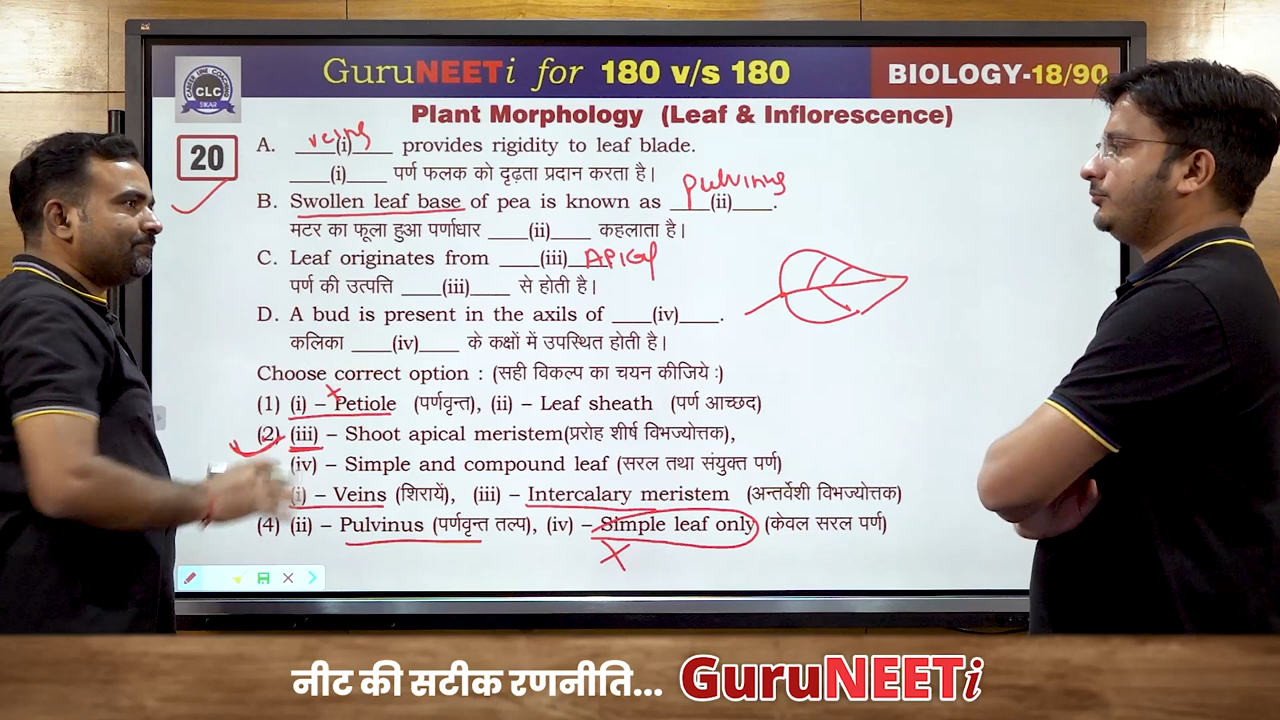 CAREER LINE COACHING
CLC
SIKAR
GuruNEETi for 180 v/s 180
BIOLOGY-18/90
Plant Morphology (Leaf & Inflorescence)
20
veins
A. ____(i)____ provides rigidity to leaf blade.
____(i)____ पर्ण फलक को दृढ़ता प्रदान करता है।
pulvinus
B. Swollen leaf base of pea is known as ____(ii)____.
मटर का फूला हुआ पर्णाधार ____(ii)____ कहलाता है।
C. Leaf originates from ____(iii)____ Apical
पर्ण की उत्पत्ति ____(iii)____ से होती है।
D. A bud is present in the axils of ____(iv)____.
कलिका ____(iv)____ के कक्षों में उपस्थित होती है।
Choose correct option : (सही विकल्प का चयन कीजिये :)
(1) (i) – Petiole (पर्णवृन्त), (ii) – Leaf sheath (पर्ण आच्छद)
(2) (iii) – Shoot apical meristem(प्ररोह शीर्ष विभज्योत्तक),
(iv) – Simple and compound leaf (सरल तथा संयुक्त पर्ण)
(i) – Veins (शिरायें), (iii) – Intercalary meristem (अन्तर्वेशी विभज्योत्तक)
(4) (ii) – Pulvinus (पर्णवृन्त तल्प), (iv) – Simple leaf only (केवल सरल पर्ण)
नीट की सटीक रणनीति... GuruNEETi